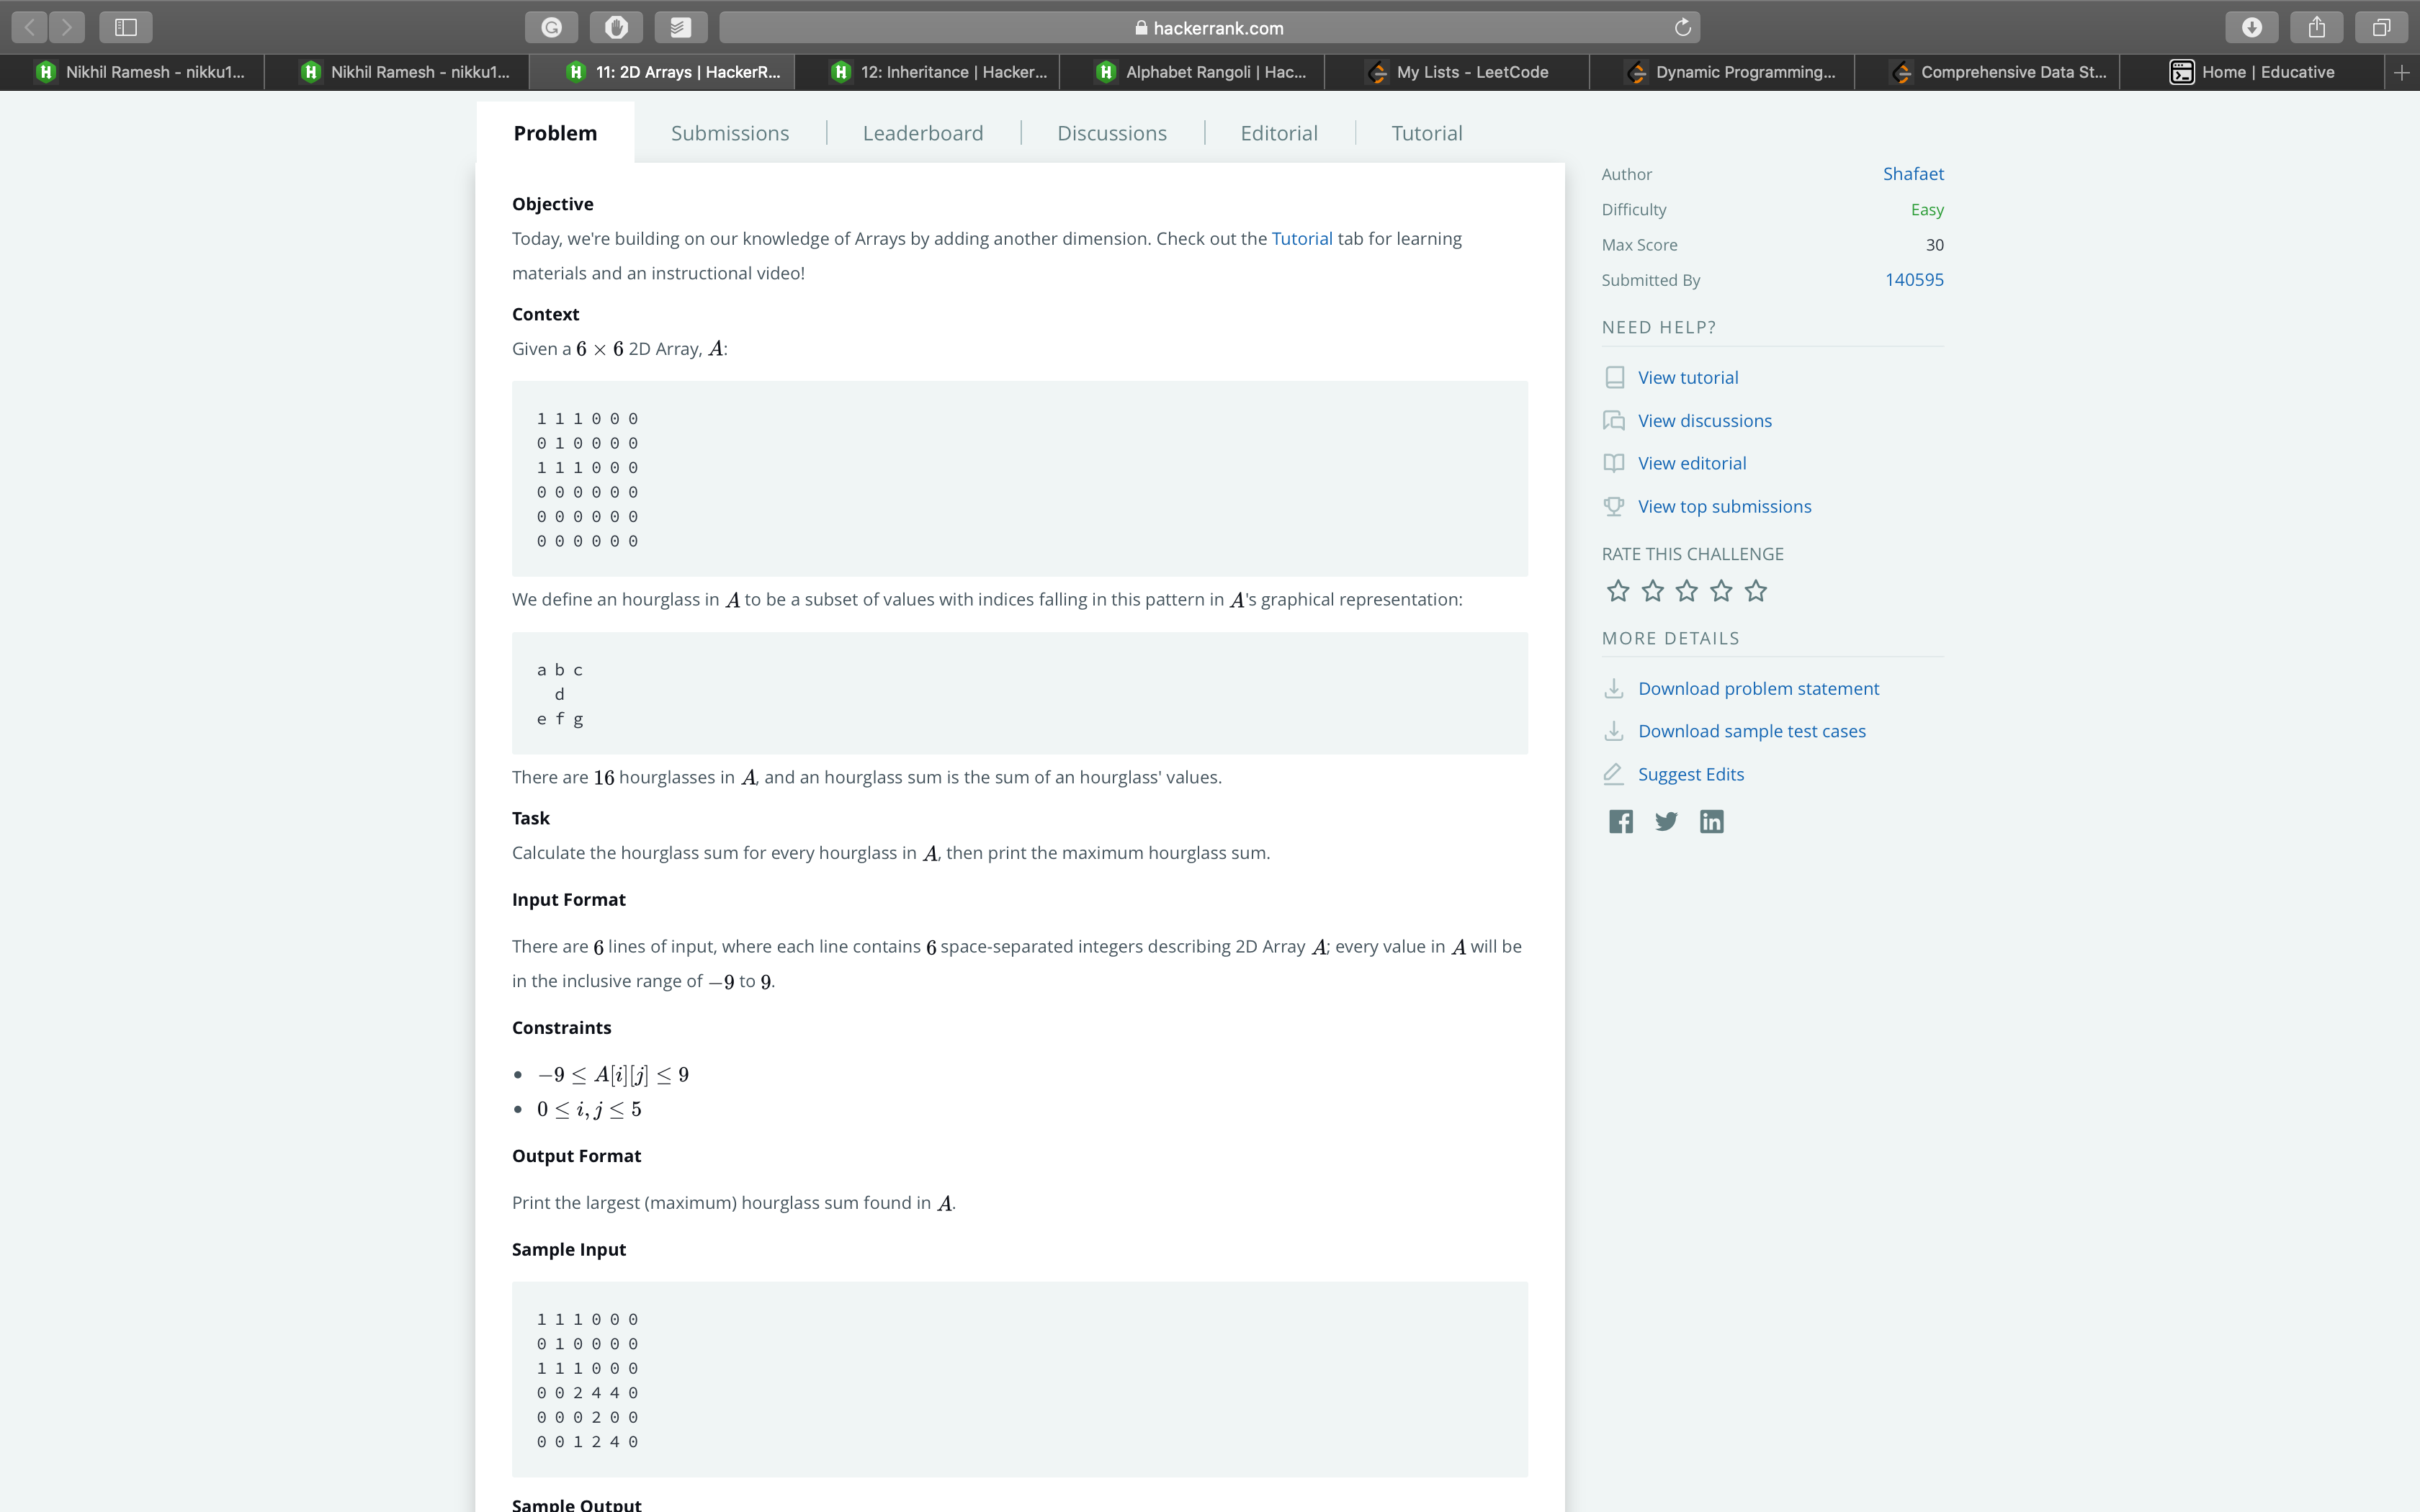 hackerrank.com
Nikhil Ramesh - nikku1...
Nikhil Ramesh - nikku1...
11: 2D Arrays | HackerR...
12: Inheritance | Hacker...
Alphabet Rangoli | Hac...
My Lists - LeetCode
Dynamic Programming...
Comprehensive Data St...
Home | Educative
Problem
Submissions
Leaderboard
Discussions
Editorial
Tutorial
Objective
Today, we're building on our knowledge of Arrays by adding another dimension. Check out the Tutorial tab for learning
materials and an instructional video!
Context
Given a 6 × 6 2D Array, A:
1 1 1 0 0 0
0 1 0 0 0 0
1 1 1 0 0 0
0 0 0 0 0 0
0 0 0 0 0 0
0 0 0 0 0 0
We define an hourglass in A to be a subset of values with indices falling in this pattern in A's graphical representation:
a b c
d
e f g
There are 16 hourglasses in A, and an hourglass sum is the sum of an hourglass' values.
Task
Calculate the hourglass sum for every hourglass in A, then print the maximum hourglass sum.
Input Format
There are 6 lines of input, where each line contains 6 space-separated integers describing 2D Array A; every value in A will be
in the inclusive range of −9 to 9.
Constraints
• −9 ≤ A[i][j] ≤ 9
• 0 ≤ i, j ≤ 5
Output Format
Print the largest (maximum) hourglass sum found in A.
Sample Input
1 1 1 0 0 0
0 1 0 0 0 0
1 1 1 0 0 0
0 0 2 4 4 0
0 0 0 2 0 0
0 0 1 2 4 0
Sample Output
Author Shafaet
Difficulty Easy
Max Score 30
Submitted By 140595
NEED HELP?
View tutorial
View discussions
View editorial
View top submissions
RATE THIS CHALLENGE
MORE DETAILS
Download problem statement
Download sample test cases
Suggest Edits